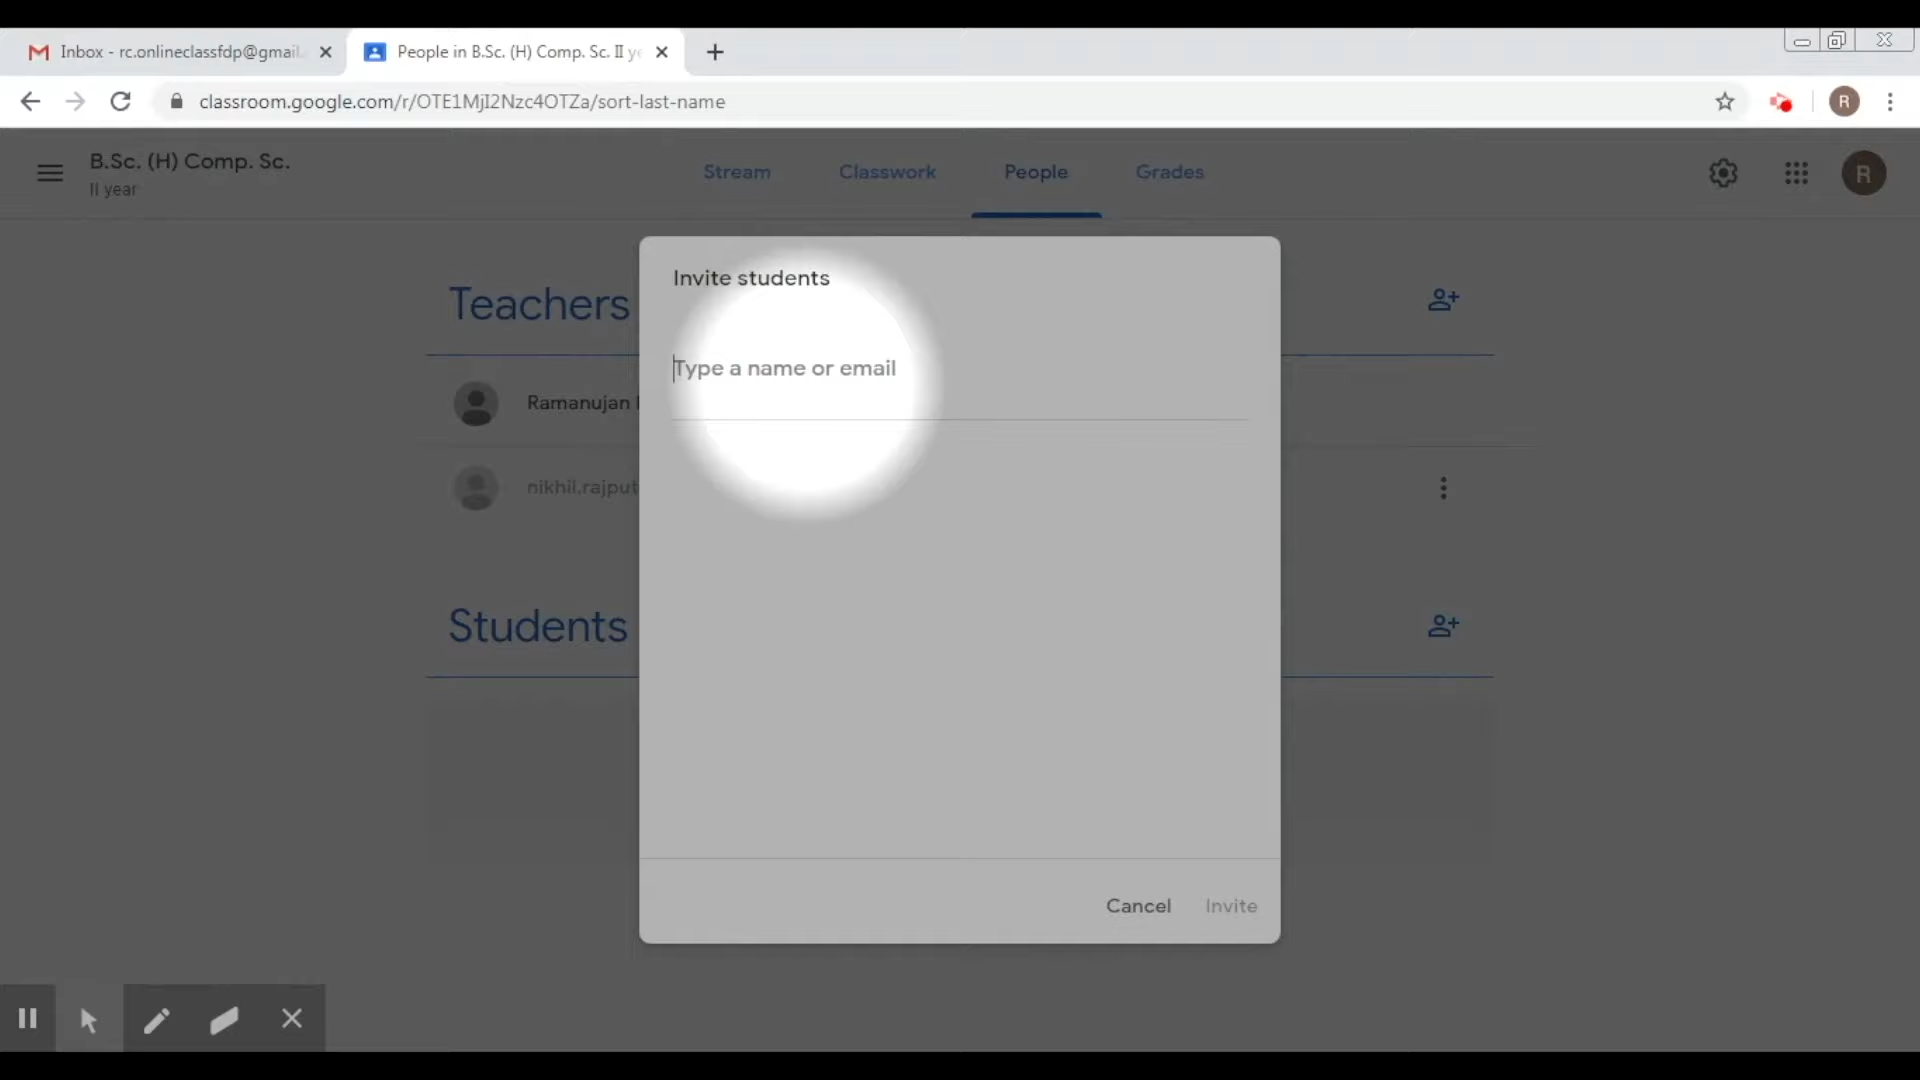 Inbox - rc.onlineclassfdp@gmail.
People in B.Sc. (H) Comp. Sc. II ye
classroom.google.com/r/OTE1MjI2Nzc4OTZa/sort-last-name
R
B.Sc. (H) Comp. Sc.
II year
Stream
Classwork
People
Grades
R
Invite students
Teachers
Type a name or email
Ramanujan
nikhil.rajput
Students
Cancel
Invite